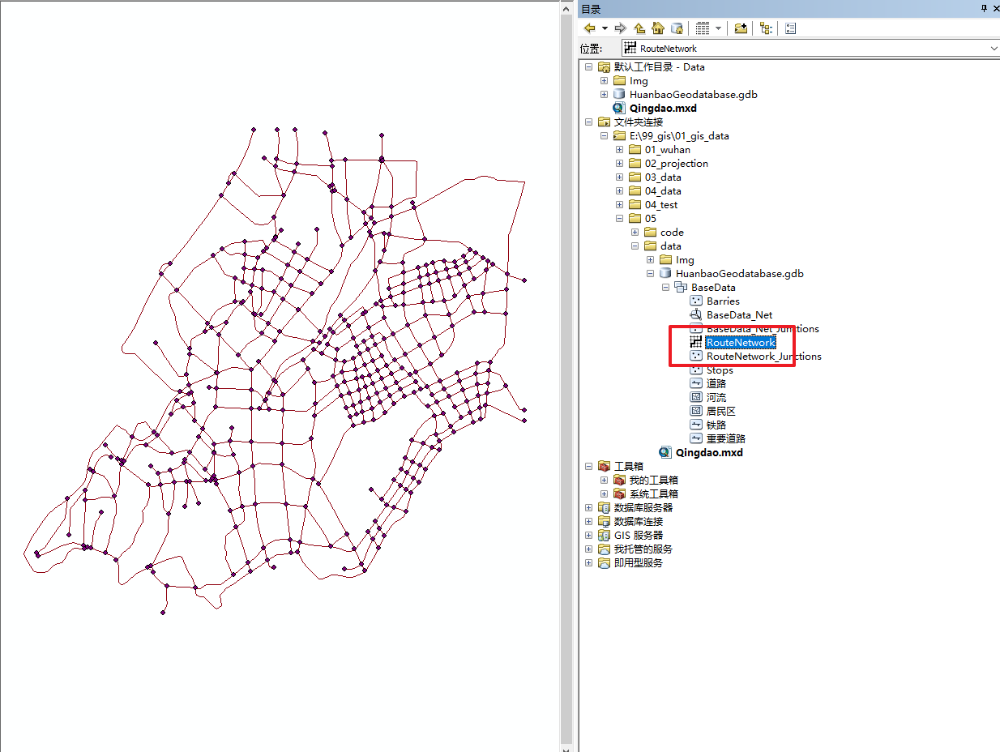 目录
位置:
RouteNetwork
默认工作目录 - Data
Img
HuanbaoGeodatabase.gdb
Qingdao.mxd
文件夹连接
E:\99_gis\01_gis_data
01_wuhan
02_projection
03_data
04_data
04_test
05
code
data
Img
HuanbaoGeodatabase.gdb
BaseData
Barries
BaseData_Net
BaseData_Net_Junctions
RouteNetwork
RouteNetwork_Junctions
Stops
道路
河流
居民区
铁路
重要道路
Qingdao.mxd
工具箱
我的工具箱
系统工具箱
数据库服务器
数据库连接
GIS 服务器
我托管的服务
即用型服务